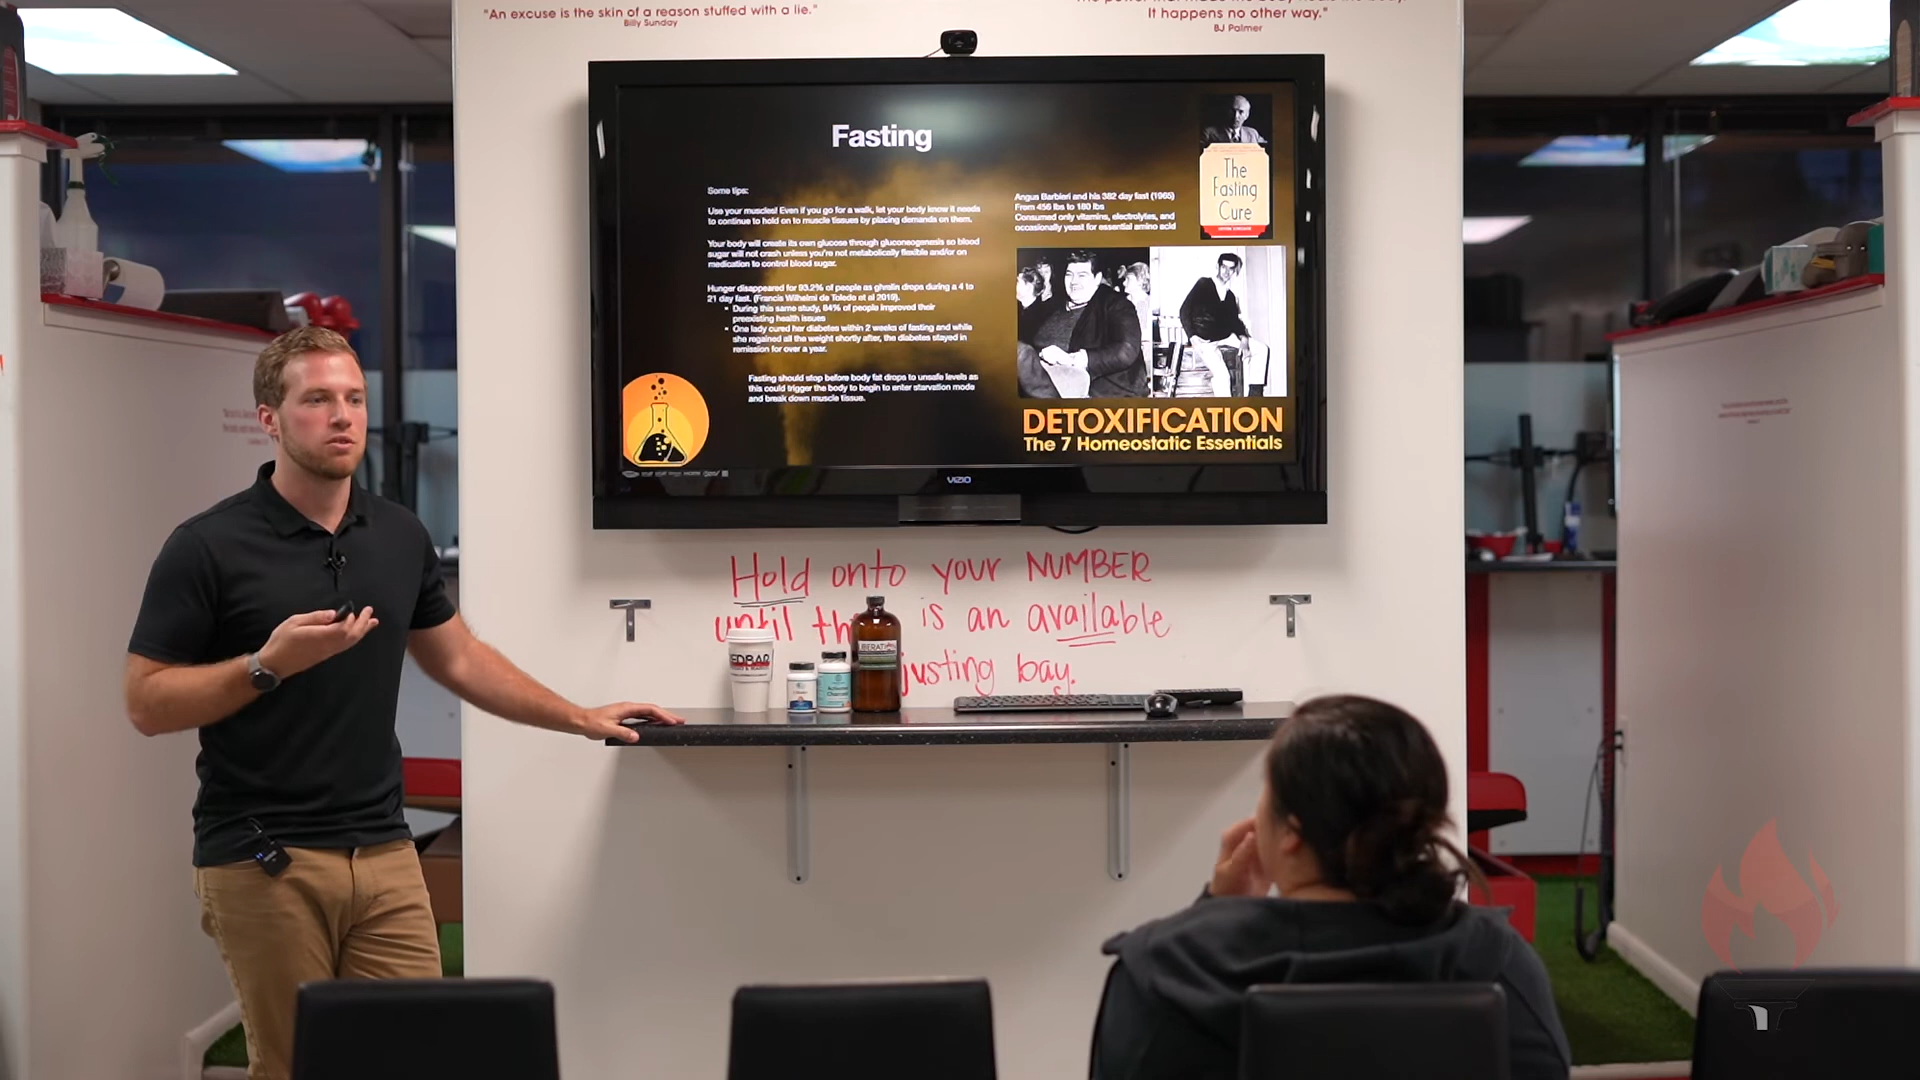 "An excuse is the skin of a reason stuffed with a lie."
Billy Sunday
It happens no other way."
BJ Palmer
Fasting
Some tips:
Use your muscles! Even if you go for a walk, let your body know it needs
to continue to hold on to muscle tissues by placing demands on them.
Your body will create its own glucose through gluconeogenesis so blood
sugar will not crash unless you're not metabolically flexible and/or on
medication to control blood sugar.
Hunger disappeared for 93.2% of people as ghrelin drops during a 4 to
21 day fast. (Francis Wilhelmi de Toledo et al 2019).
• During this same study, 84% of people improved their
preexisting health issues
• One lady cured her diabetes within 2 weeks of fasting and while
she regained all the weight shortly after, the diabetes stayed in
remission for over a year.
Fasting should stop before body fat drops to unsafe levels as
this could trigger the body to begin to enter starvation mode
and break down muscle tissue.
Angus Barbieri and his 382 day fast (1965)
From 456 lbs to 180 lbs
Consumed only vitamins, electrolytes, and
occasionally yeast for essential amino acid
The
Fasting
Cure
DETOXIFICATION
The 7 Homeostatic Essentials
VIZIO
Hold onto your NUMBER
until th is an available
justing bay.
EDBAR
IBERATI
Activated
Charcoal